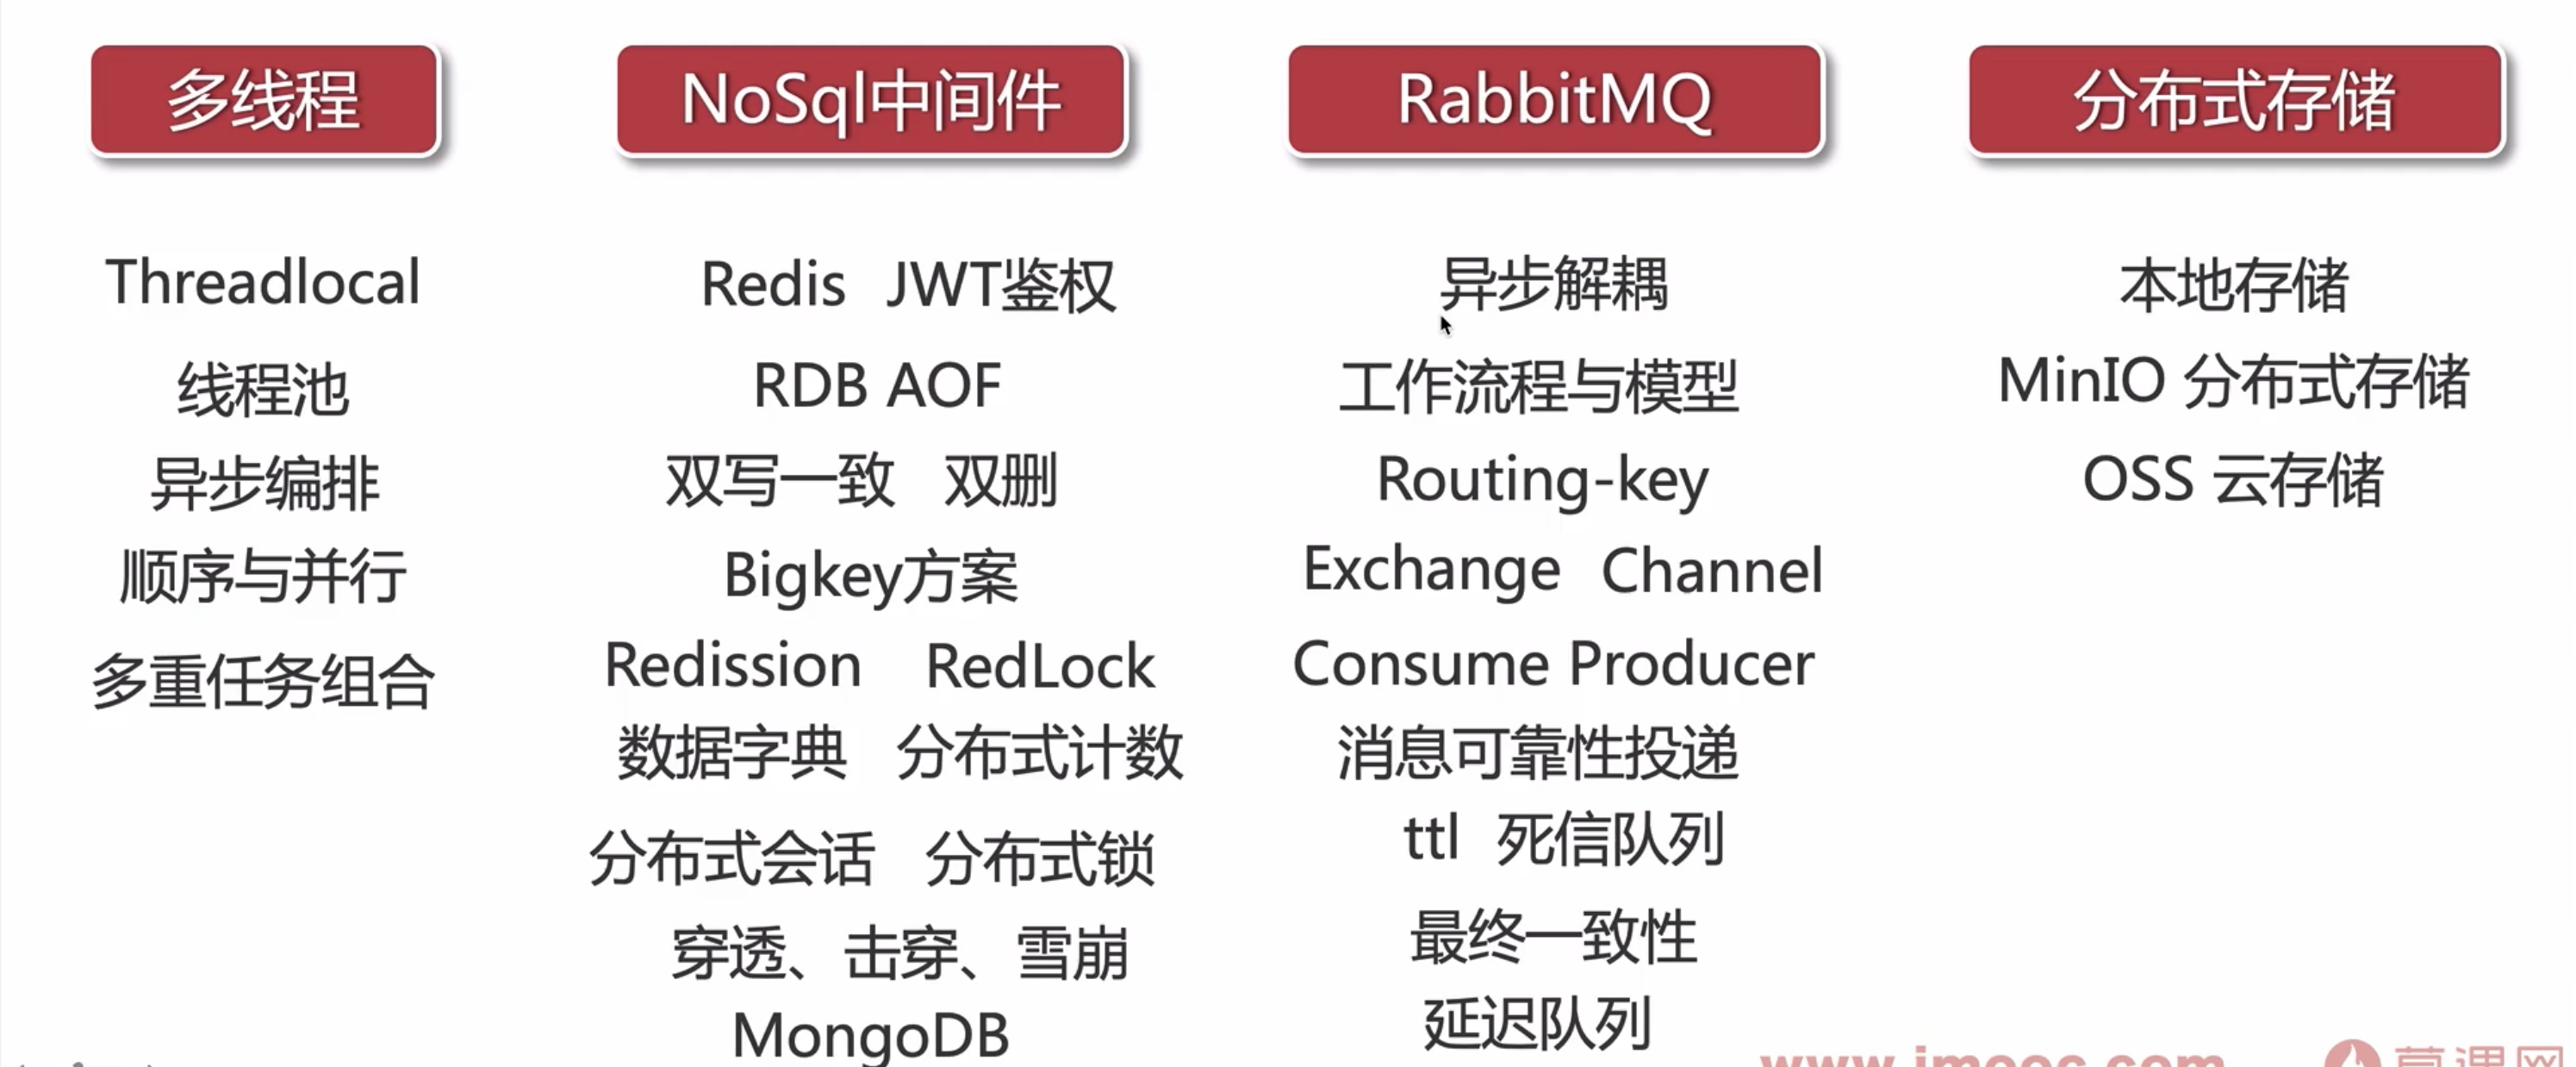 多线程
Threadlocal
线程池
异步编排
顺序与并行
多重任务组合
NoSql中间件
Redis JWT鉴权
RDB AOF
双写一致 双删
Bigkey方案
Redission RedLock
数据字典 分布式计数
分布式会话 分布式锁
穿透、击穿、雪崩
MongoDB
RabbitMQ
异步解耦
工作流程与模型
Routing-key
Exchange Channel
Consume Producer
消息可靠性投递
ttl 死信队列
最终一致性
延迟队列
分布式存储
本地存储
MinIO 分布式存储
OSS 云存储
www.imooc.com
慕课网